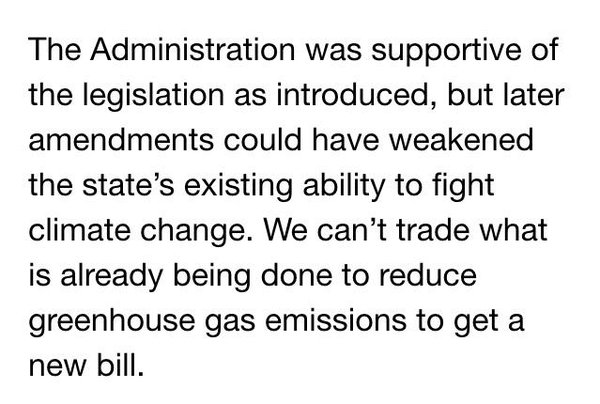 The Administration was supportive of
the legislation as introduced, but later
amendments could have weakened
the state’s existing ability to fight
climate change. We can’t trade what
is already being done to reduce
greenhouse gas emissions to get a
new bill.